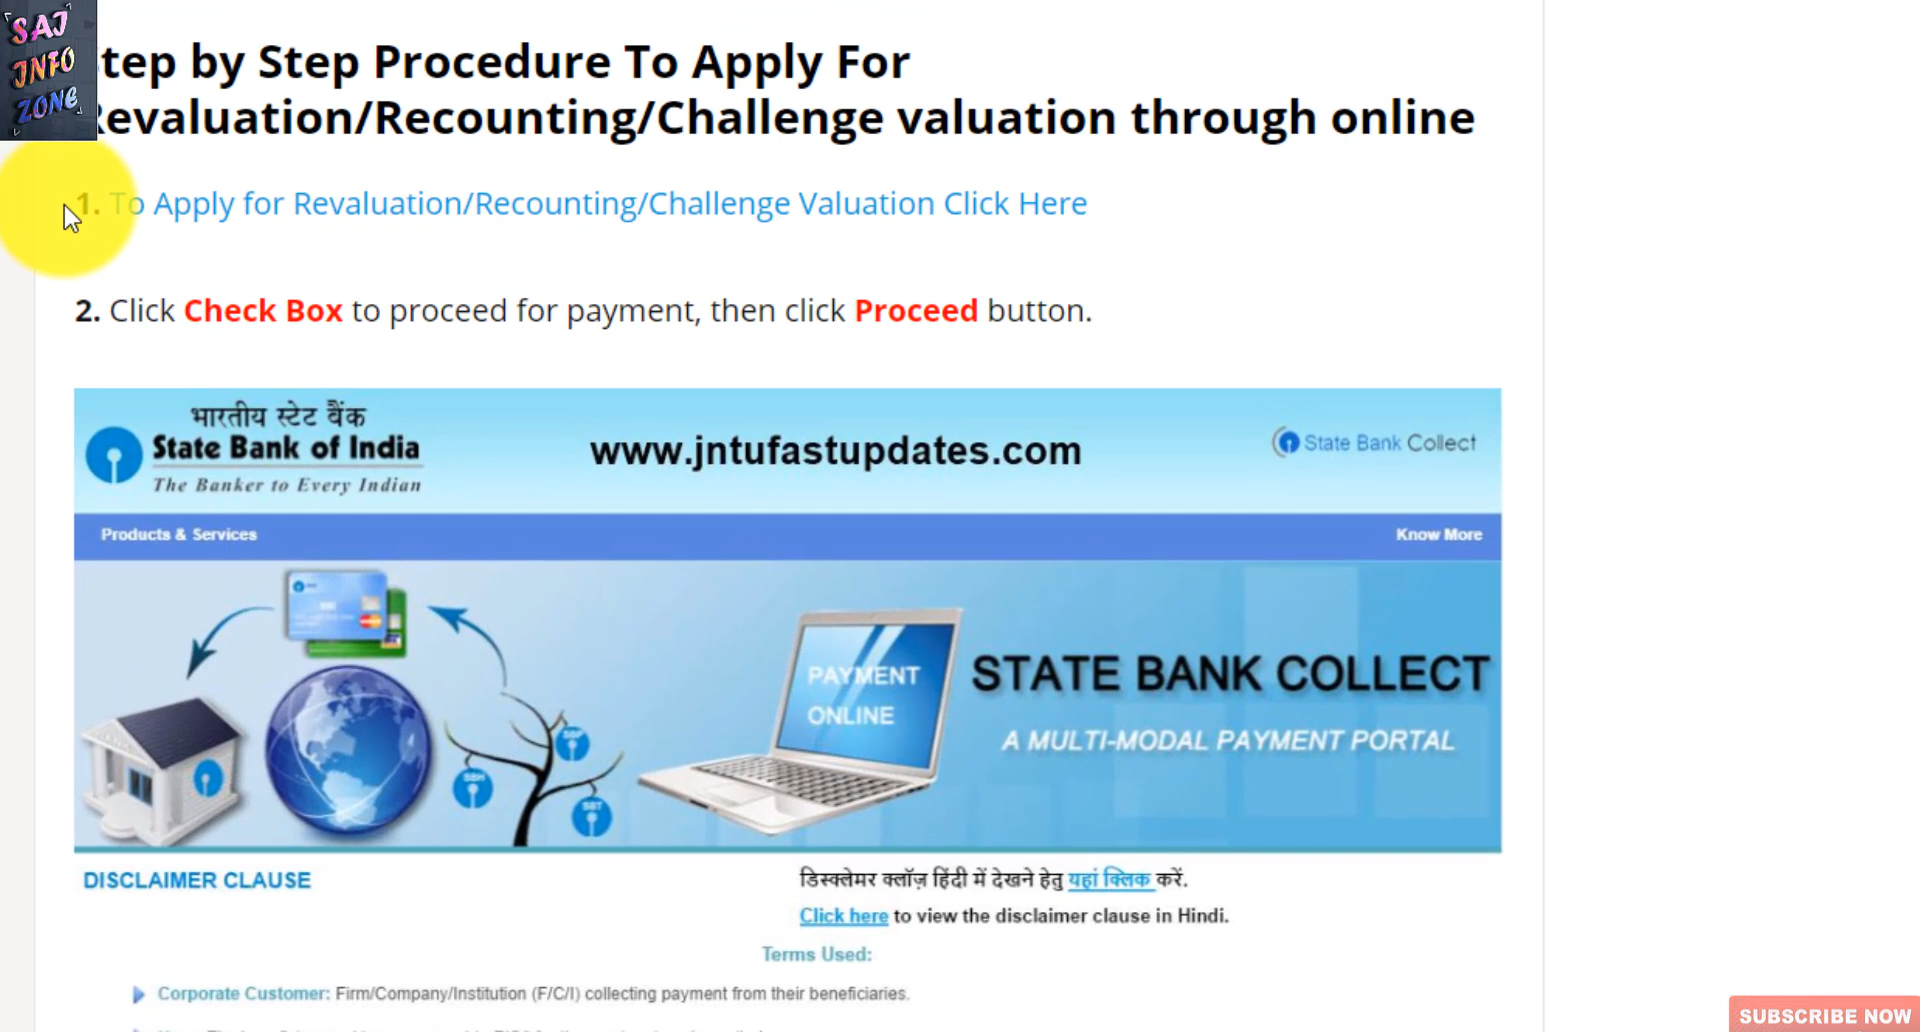 SAJ
INFO
ZONE
tep by Step Procedure To Apply For
evaluation/Recounting/Challenge valuation through online
1. To Apply for Revaluation/Recounting/Challenge Valuation Click Here
2. Click Check Box to proceed for payment, then click Proceed button.
भारतीय स्टेट बैंक
State Bank of India
The Banker to Every Indian
www.jntufastupdates.com
State Bank Collect
Products & Services
Know More
PAYMENT
ONLINE
STATE BANK COLLECT
A MULTI-MODAL PAYMENT PORTAL
SBP
SBH
SBT
DISCLAIMER CLAUSE
डिस्क्लेमर क्लॉज़ हिंदी में देखने हेतु यहां क्लिक करें.
Click here to view the disclaimer clause in Hindi.
Terms Used:
Corporate Customer: Firm/Company/Institution (F/C/I) collecting payment from their beneficiaries.
SUBSCRIBE NOW